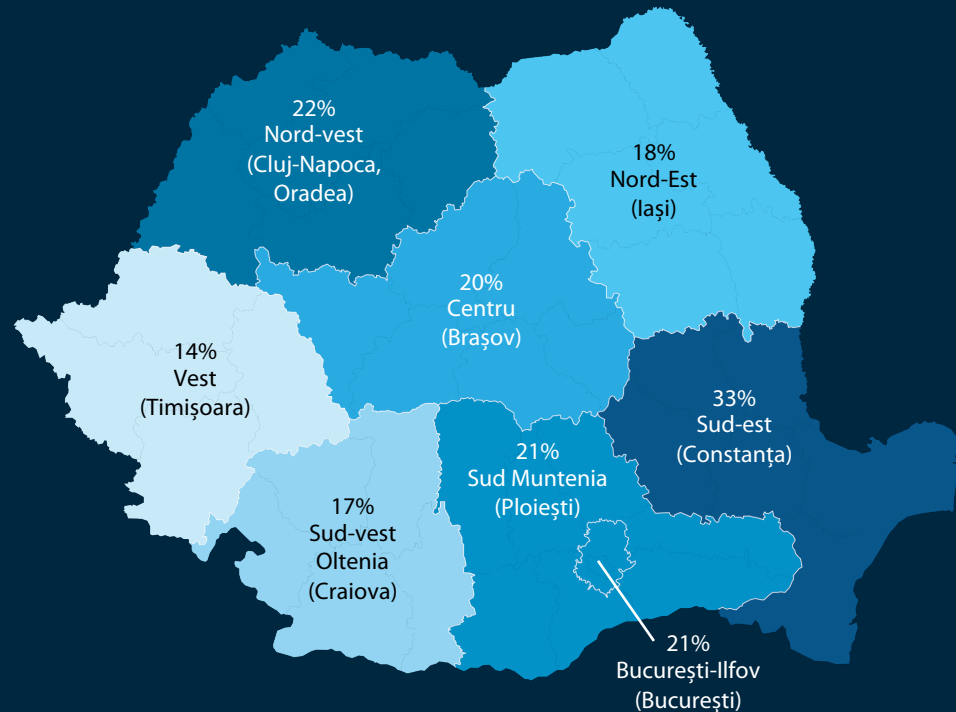 22%
Nord-vest
(Cluj-Napoca,
Oradea)
18%
Nord-Est
(Iași)
20%
Centru
(Brașov)
14%
Vest
(Timișoara)
33%
Sud-est
(Constanța)
21%
Sud Muntenia
(Ploiești)
17%
Sud-vest
Oltenia
(Craiova)
21%
București-Ilfov
(București)